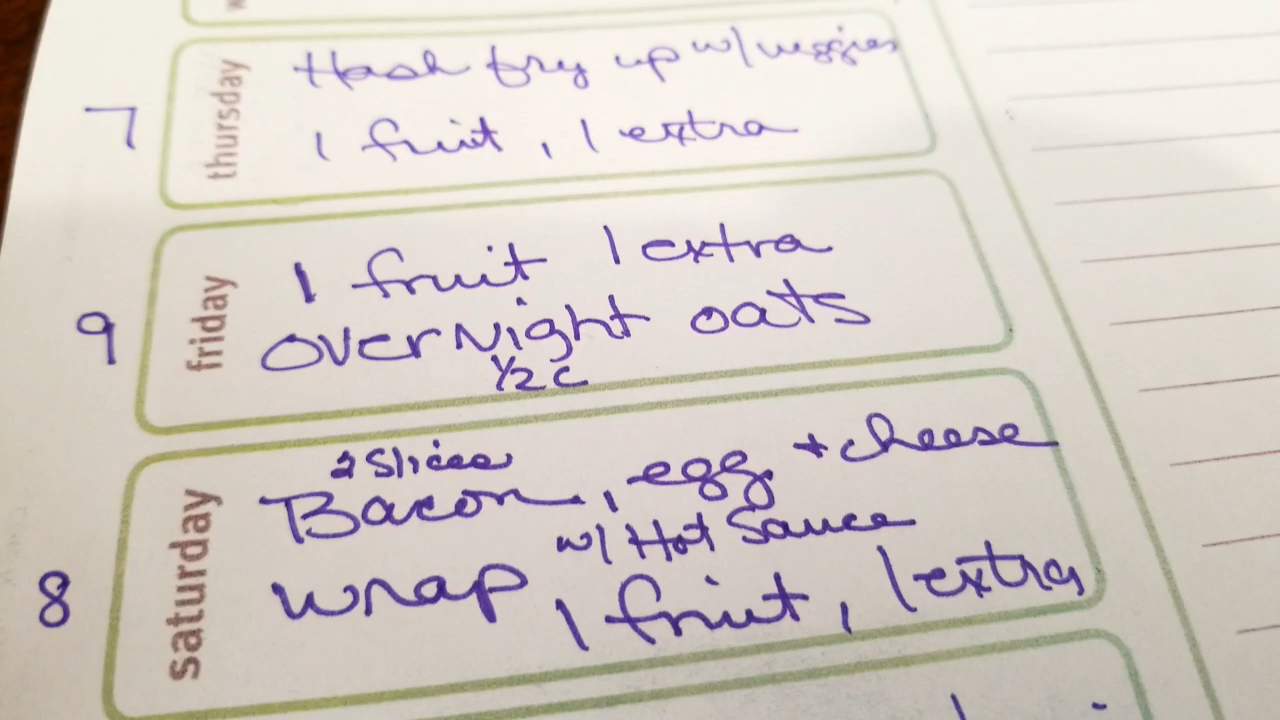 thursday
7
Hash fry up w/ veggies
1 fruit, 1 extra
friday
9
1 fruit 1 extra
overnight oats
1/2 c
saturday
8
2 slices
Bacon, egg + cheese
w/ Hot Sauce
wrap 1 fruit, 1 extra